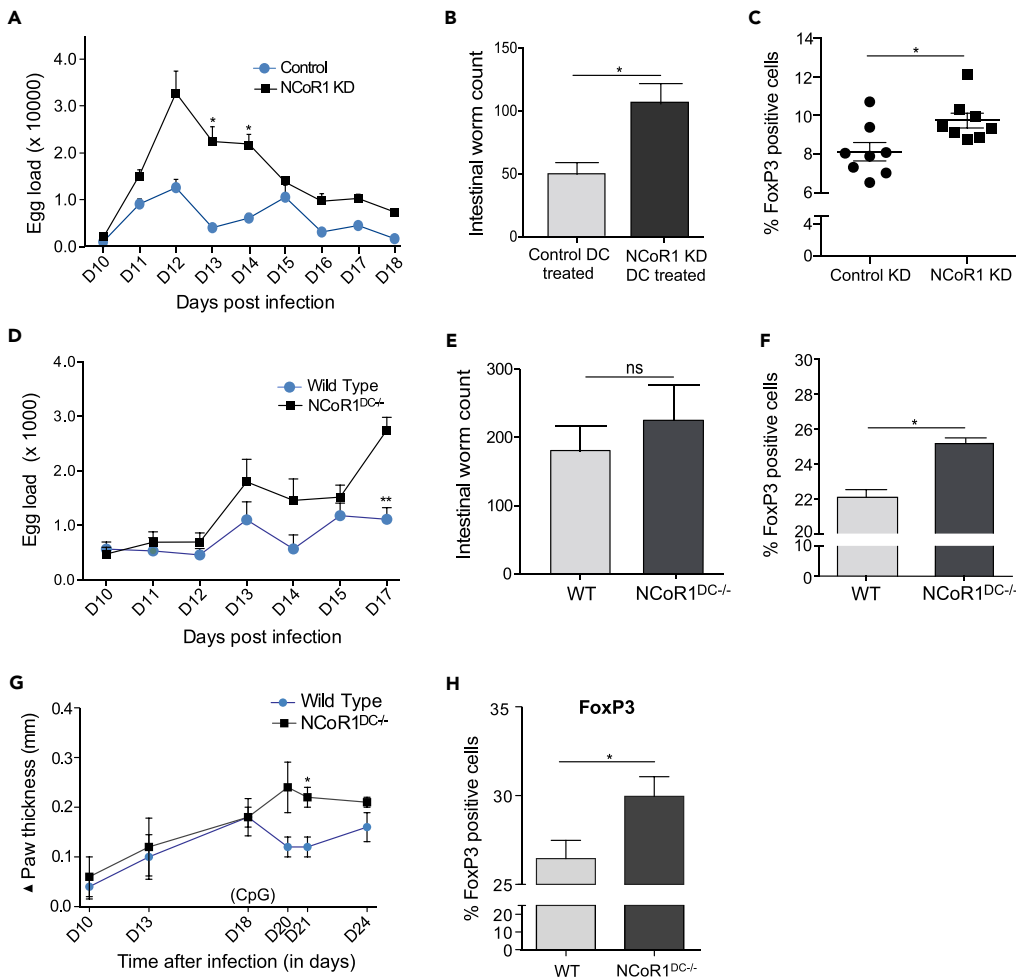 A
Egg load (x 10000)
4.0
3.0
2.0
1.0
0.0
Control
NCoR1 KD
*
*
D10
D11
D12
D13
D14
D15
D16
D17
D18
Days post infection
B
Intestinal worm count
150
100
50
0
*
Control DC
treated
NCoR1 KD
DC treated
C
% FoxP3 positive cells
14
12
10
8
6
4
0
*
Control KD
NCoR1 KD
D
Egg load (x 1000)
4.0
3.0
2.0
1.0
0.0
Wild Type
NCoR1DC-/-
**
D10
D11
D12
D13
D14
D15
D17
Days post infection
E
Intestinal worm count
300
200
100
0
ns
WT
NCoR1DC-/-
F
% FoxP3 positive cells
26
24
22
20
10
0
*
WT
NCoR1DC-/-
G
▲ Paw thickness (mm)
0.4
0.3
0.2
0.1
0.0
Wild Type
NCoR1DC-/-
*
(CpG)
D10
D13
D18
D20
D21
D24
Time after infection (in days)
H
FoxP3
% FoxP3 positive cells
35
30
25
20
15
10
5
0
*
WT
NCoR1DC-/-